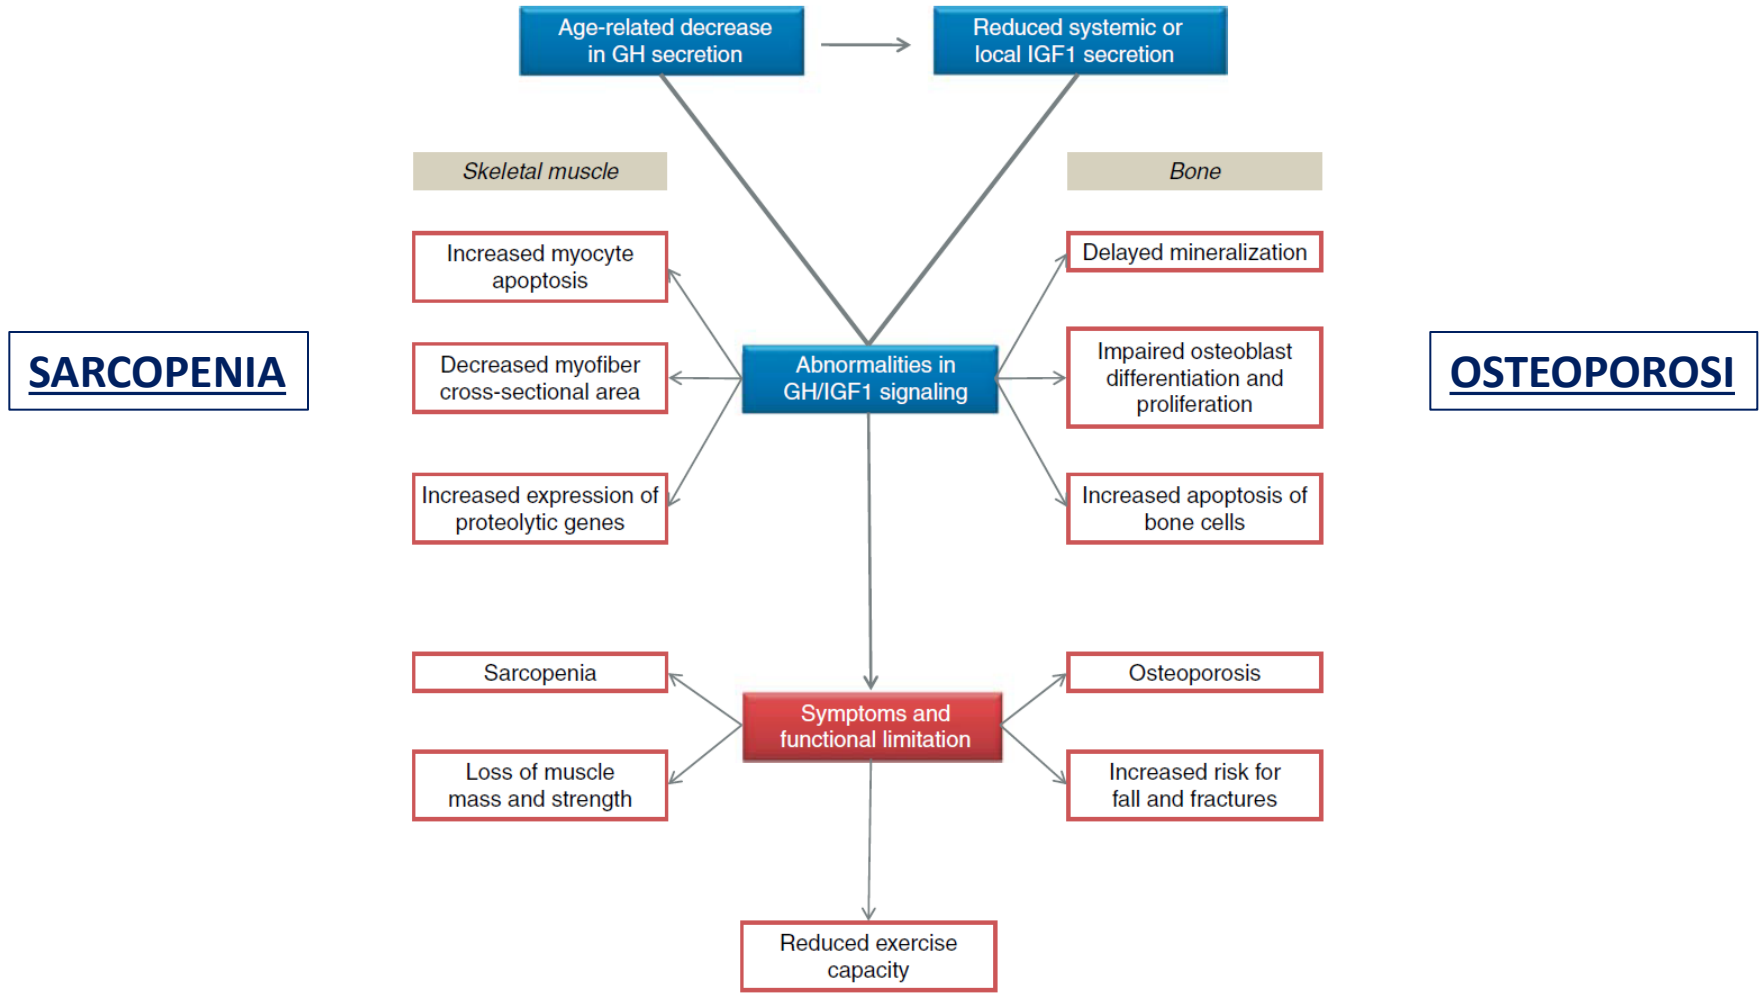 Age-related decrease
in GH secretion
Reduced systemic or
local IGF1 secretion
Skeletal muscle
Bone
Increased myocyte
apoptosis
Delayed mineralization
SARCOPENIA
Decreased myofiber
cross-sectional area
Abnormalities in
GH/IGF1 signaling
Impaired osteoblast
differentiation and
proliferation
OSTEOPOROSI
Increased expression of
proteolytic genes
Increased apoptosis of
bone cells
Sarcopenia
Osteoporosis
Symptoms and
functional limitation
Loss of muscle
mass and strength
Increased risk for
fall and fractures
Reduced exercise
capacity